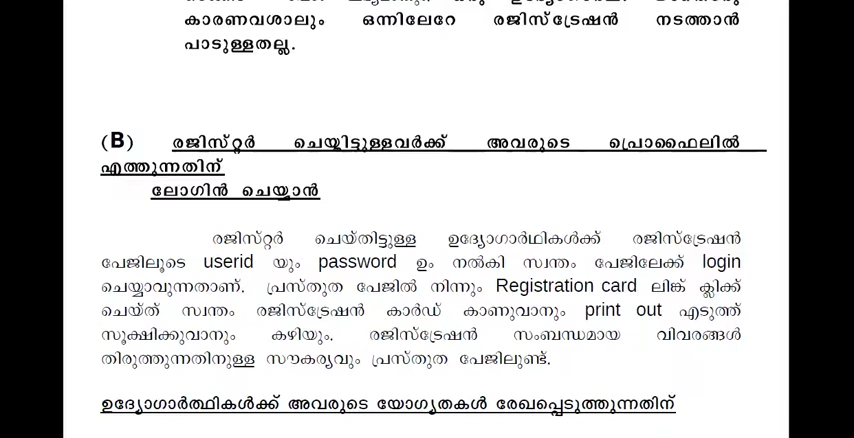 കാരണവശാലും ഒന്നിലേറേ രജിസ്ട്രേഷൻ നടത്താൻ
പാടുള്ളതല്ല.
(B) രജിസ്റ്റർ ചെയ്യിട്ടുള്ളവർക്ക് അവരുടെ പ്രൊഫൈലിൽ
എത്തുന്നതിന്
ലോഗിൻ ചെയ്യാൻ
രജിസ്റ്റർ ചെയ്തിട്ടുള്ള ഉദ്യോഗാർഥികൾക്ക് രജിസ്ട്രേഷൻ
പേജിലൂടെ userid യും password ഉം നൽകി സ്വന്തം പേജിലേക്ക് login
ചെയ്യാവുന്നതാണ്. പ്രസ്തുത പേജിൽ നിന്നും Registration card ലിങ്ക് ക്ലിക്ക്
ചെയ്ത് സ്വന്തം രജിസ്ട്രേഷൻ കാർഡ് കാണുവാനും print out എടുത്ത്
സൂക്ഷിക്കുവാനും കഴിയും. രജിസ്ട്രേഷൻ സംബന്ധമായ വിവരങ്ങൾ
തിരുത്തുന്നതിനുള്ള സൗകര്യവും പ്രസ്തുത പേജിലുണ്ട്.
ഉദ്യോഗാർത്ഥികൾക്ക് അവരുടെ യോഗ്യതകൾ രേഖപ്പെടുത്തുന്നതിന്